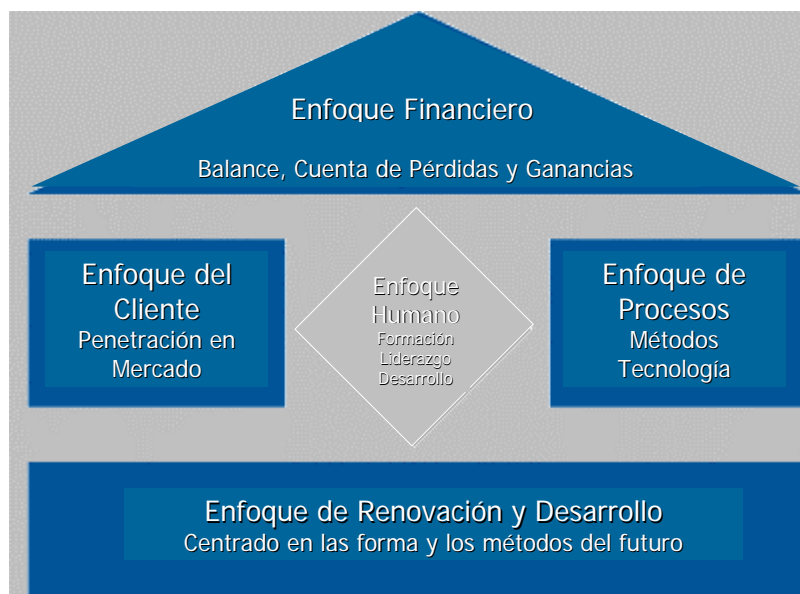 Enfoque Financiero
Balance, Cuenta de Pérdidas y Ganancias
Enfoque del
Cliente
Penetración en
Mercado
Enfoque
Humano
Formación
Liderazgo
Desarrollo
Enfoque de
Procesos
Métodos
Tecnología
Enfoque de Renovación y Desarrollo
Centrado en las forma y los métodos del futuro